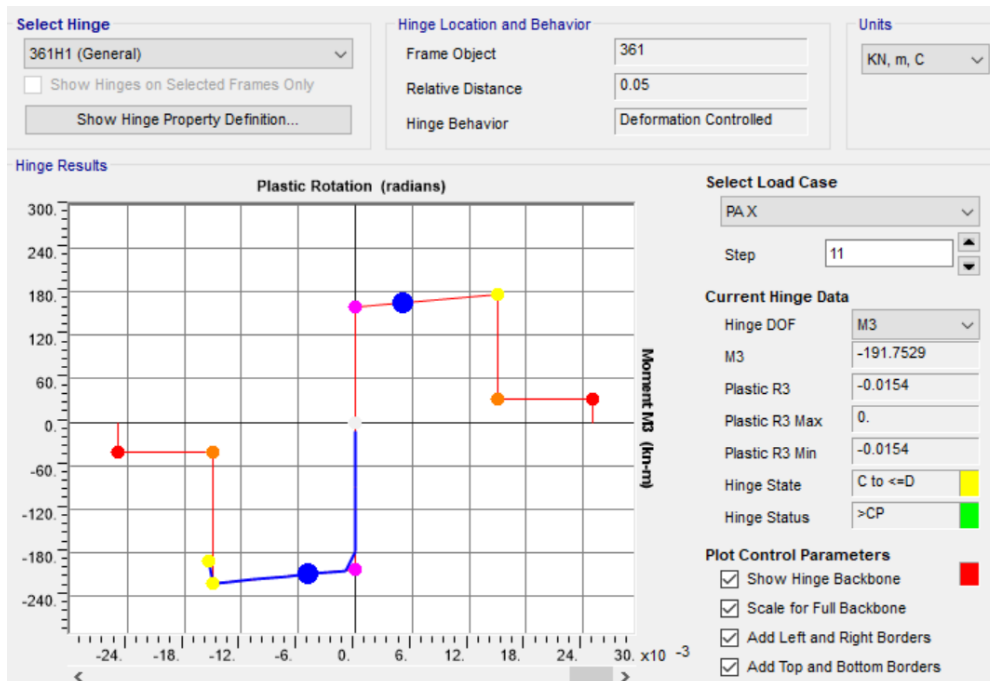 Select Hinge
361H1 (General)
Show Hinges on Selected Frames Only
Show Hinge Property Definition...
Hinge Location and Behavior
Frame Object 361
Relative Distance 0.05
Hinge Behavior Deformation Controlled
Units
KN, m, C
Hinge Results
Plastic Rotation (radians)
300.
240.
180.
120.
60.
0.
-60.
-120.
-180.
-240.
-24. -18. -12. -6. 0. 6. 12. 18. 24. 30. x10 -3
Moment M3 (kn-m)
Select Load Case
PA X
Step 11
Current Hinge Data
Hinge DOF M3
M3 -191.7529
Plastic R3 -0.0154
Plastic R3 Max 0.
Plastic R3 Min -0.0154
Hinge State C to <=D
Hinge Status >CP
Plot Control Parameters
Show Hinge Backbone
Scale for Full Backbone
Add Left and Right Borders
Add Top and Bottom Borders